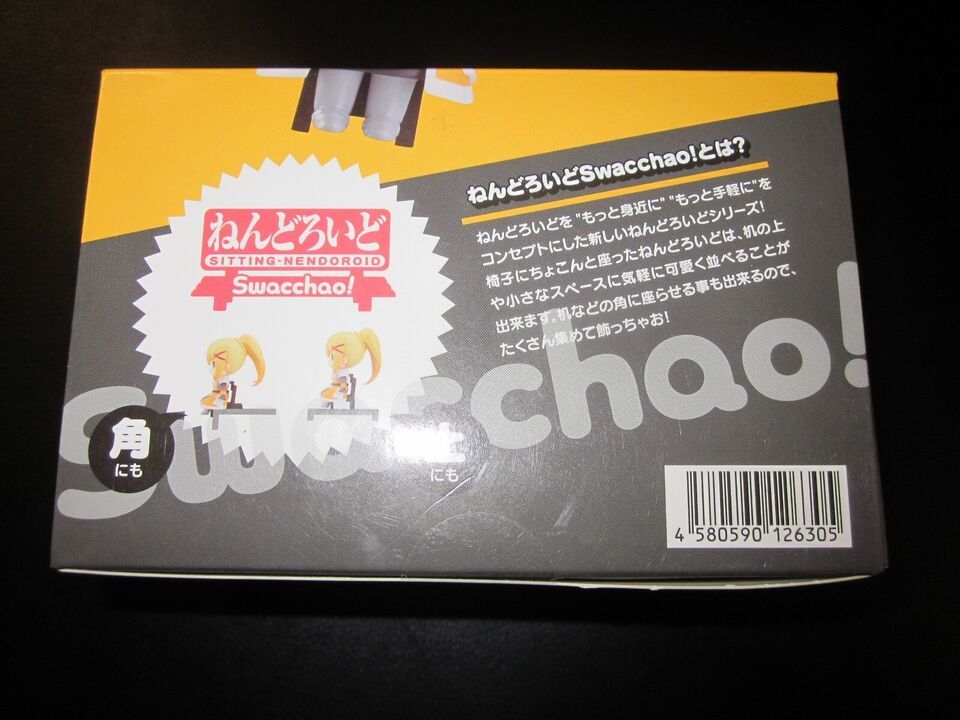 ねんどろいどSwacchao!とは?
ねんどろいどを "もっと身近に" "もっと手軽に"を
コンセプトにした新しいねんどろいどシリーズ!
椅子にちょこんと座ったねんどろいどは、机の上
や小さなスペースに気軽に可愛く並べることが
出来ます。机などの角に座らせる事も出来るので、
たくさん集めて飾っちゃお!
ねんどろいど
SITTING-NENDOROID
Swacchao!
Swacchao!
角
にも
上
にも
4 580590 126305